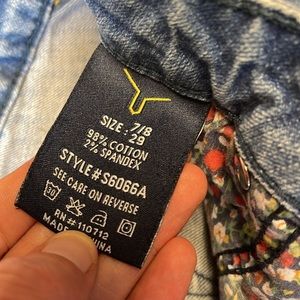 SIZE: 7/8
29
98% COTTON
2% SPANDEX
STYLE#S6066A
SEE CARE ON REVERSE
RN# 110712
MADE IN CHINA